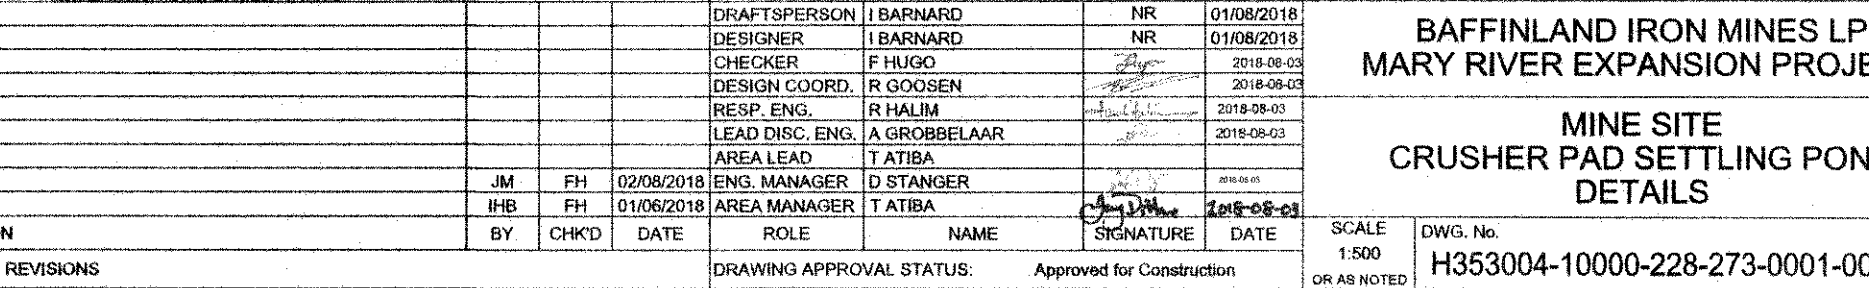 DRAFTSPERSON I BARNARD NR 01/08/2018
DESIGNER I BARNARD NR 01/08/2018
CHECKER F HUGO 2018-08-03
DESIGN COORD. R GOOSEN 2018-08-03
RESP. ENG. R HALIM 2018-08-03
LEAD DISC. ENG. A GROBBELAAR 2018-08-03
AREA LEAD T ATIBA
JM FH 02/08/2018 ENG. MANAGER D STANGER
IHB FH 01/06/2018 AREA MANAGER T ATIBA 2018-08-03
N BY CHK'D DATE ROLE NAME SIGNATURE DATE
REVISIONS DRAWING APPROVAL STATUS: Approved for Construction
BAFFINLAND IRON MINES LP
MARY RIVER EXPANSION PROJE
MINE SITE
CRUSHER PAD SETTLING PON
DETAILS
SCALE
1:500
OR AS NOTED
DWG. No.
H353004-10000-228-273-0001-00